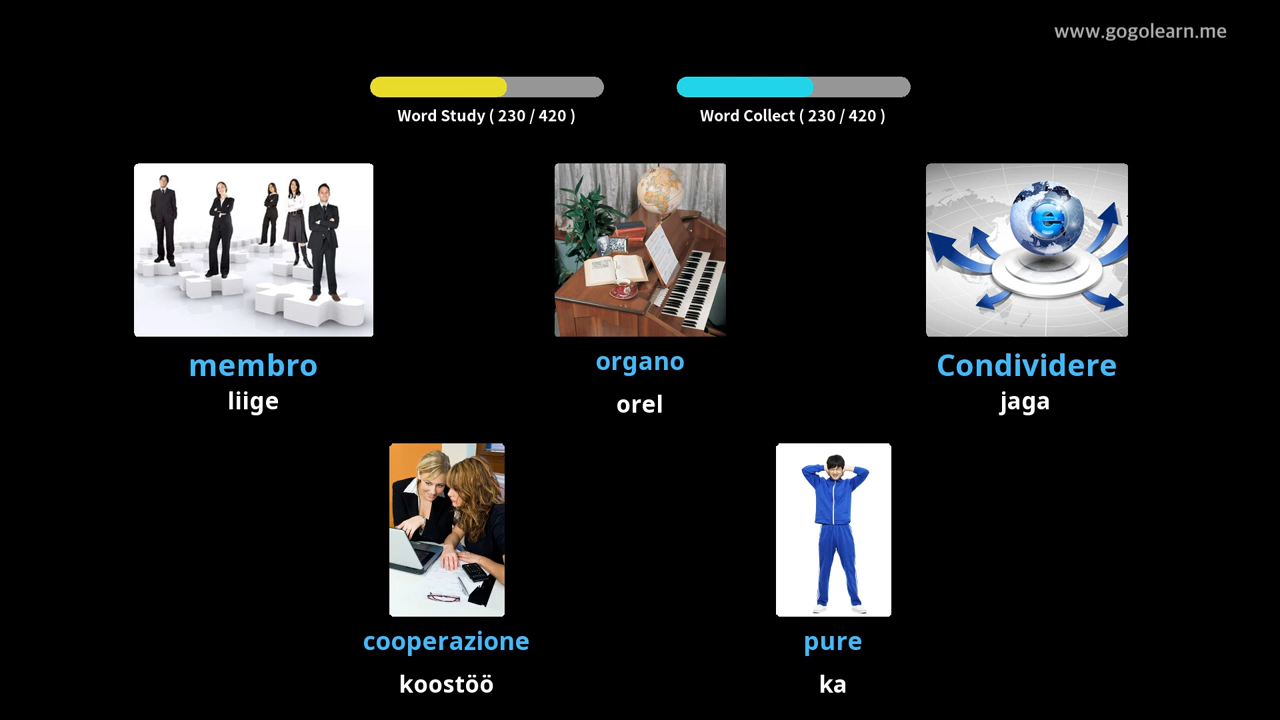 www.gogolearn.me
Word Study ( 230 / 420 )
Word Collect ( 230 / 420 )
membro
liige
organo
orel
Condividere
jaga
cooperazione
koostöö
pure
ka